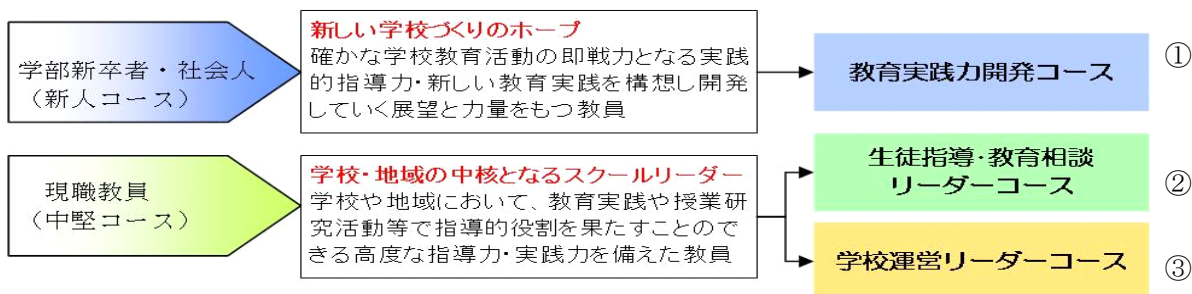 学部新卒者・社会人
（新人コース）
新しい学校づくりのホープ
確かな学校教育活動の即戦力となる実践
的指導力・新しい教育実践を構想し開発
していく展望と力量をもつ教員
教育実践力開発コース
①
現職教員
（中堅コース）
学校・地域の中核となるスクールリーダー
学校や地域において、教育実践や授業研
究活動等で指導的役割を果たすことので
きる高度な指導力・実践力を備えた教員
生徒指導・教育相談
リーダーコース
②
学校運営リーダーコース
③